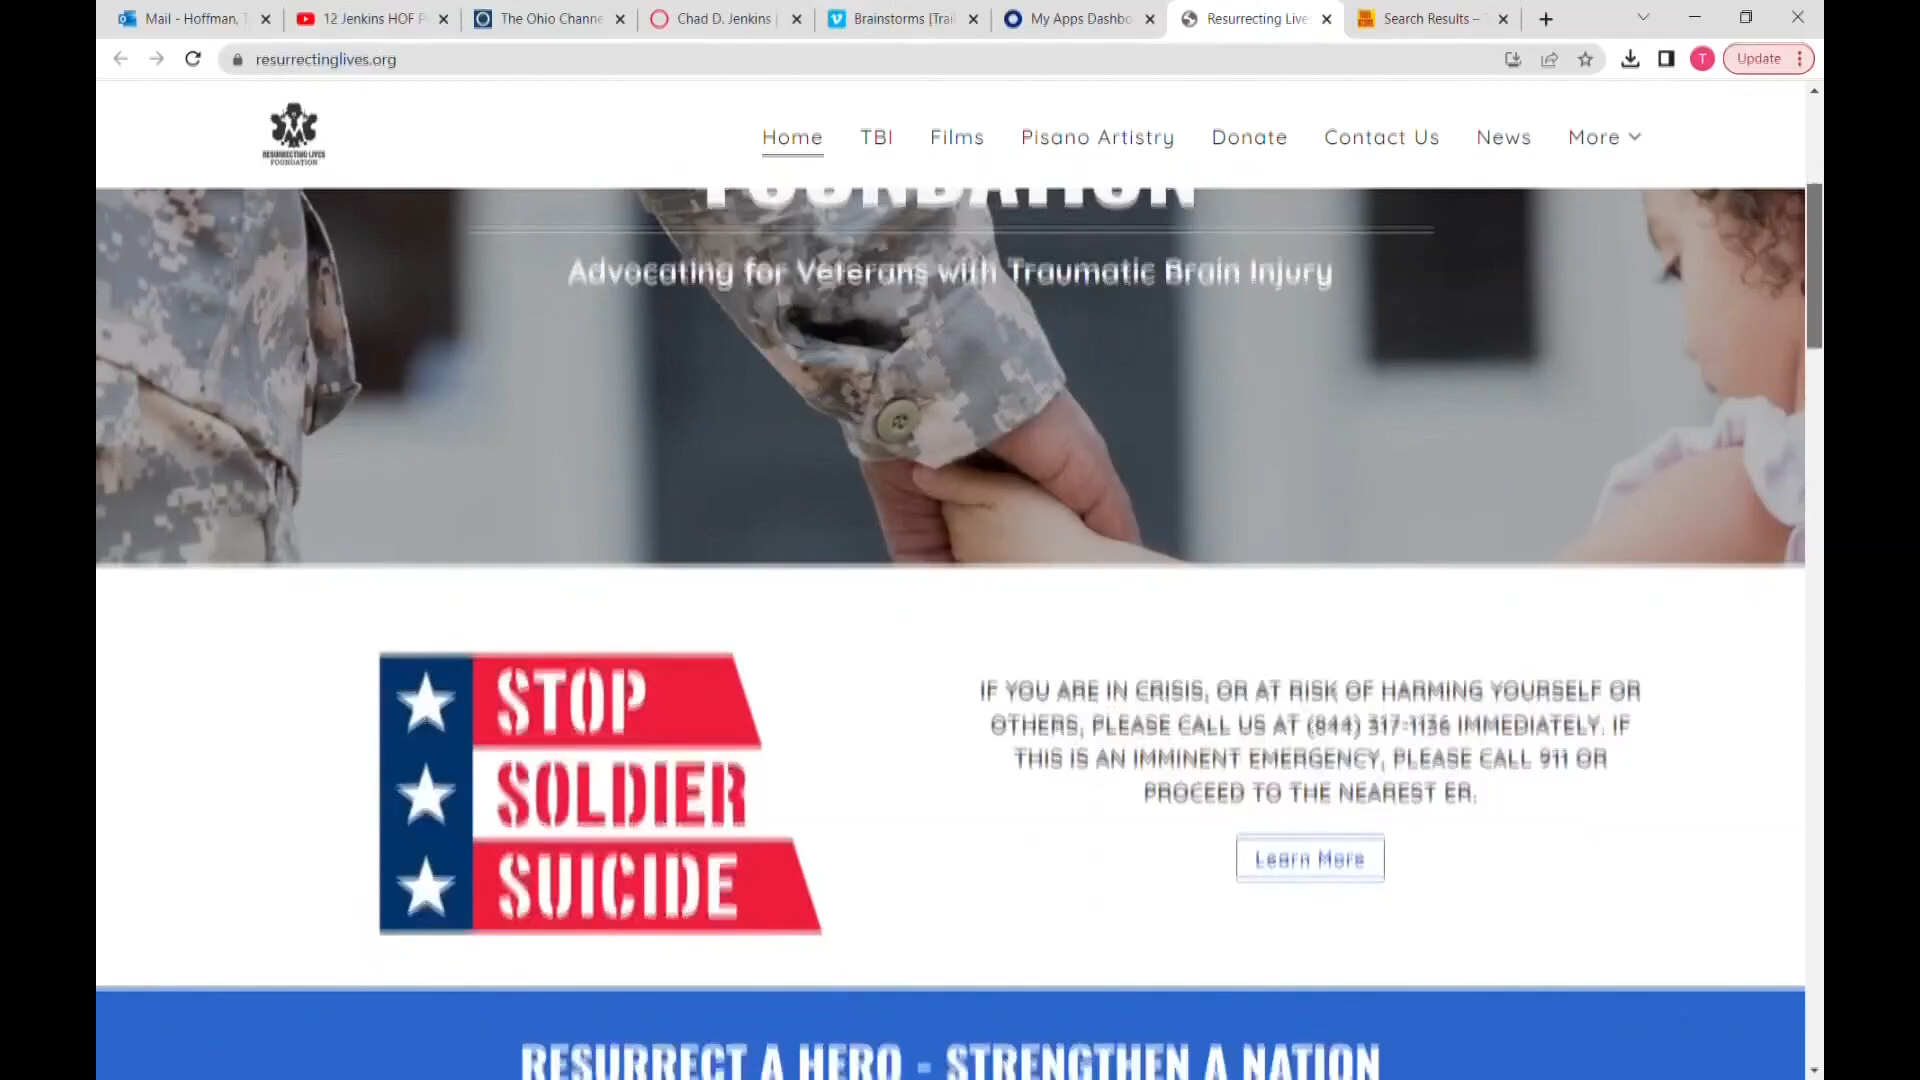 Mail - Hoffman, T
12 Jenkins HOF P
The Ohio Channe
Chad D. Jenkins |
Brainstorms [Trai
My Apps Dashbo
Resurrecting Live
Search Results –
resurrectinglives.org
T
Update
RESURRECTING LIVES
FOUNDATION
Home
TBI
Films
Pisano Artistry
Donate
Contact Us
News
More
FOUNDATION
Advocating for Veterans with Traumatic Brain Injury
STOP
SOLDIER
SUICIDE
IF YOU ARE IN CRISIS, OR AT RISK OF HARMING YOURSELF OR
OTHERS, PLEASE CALL US AT (844) 317-1136 IMMEDIATELY. IF
THIS IS AN IMMINENT EMERGENCY, PLEASE CALL 911 OR
PROCEED TO THE NEAREST ER.
Learn More
RESURRECT A HERO - STRENGTHEN A NATION